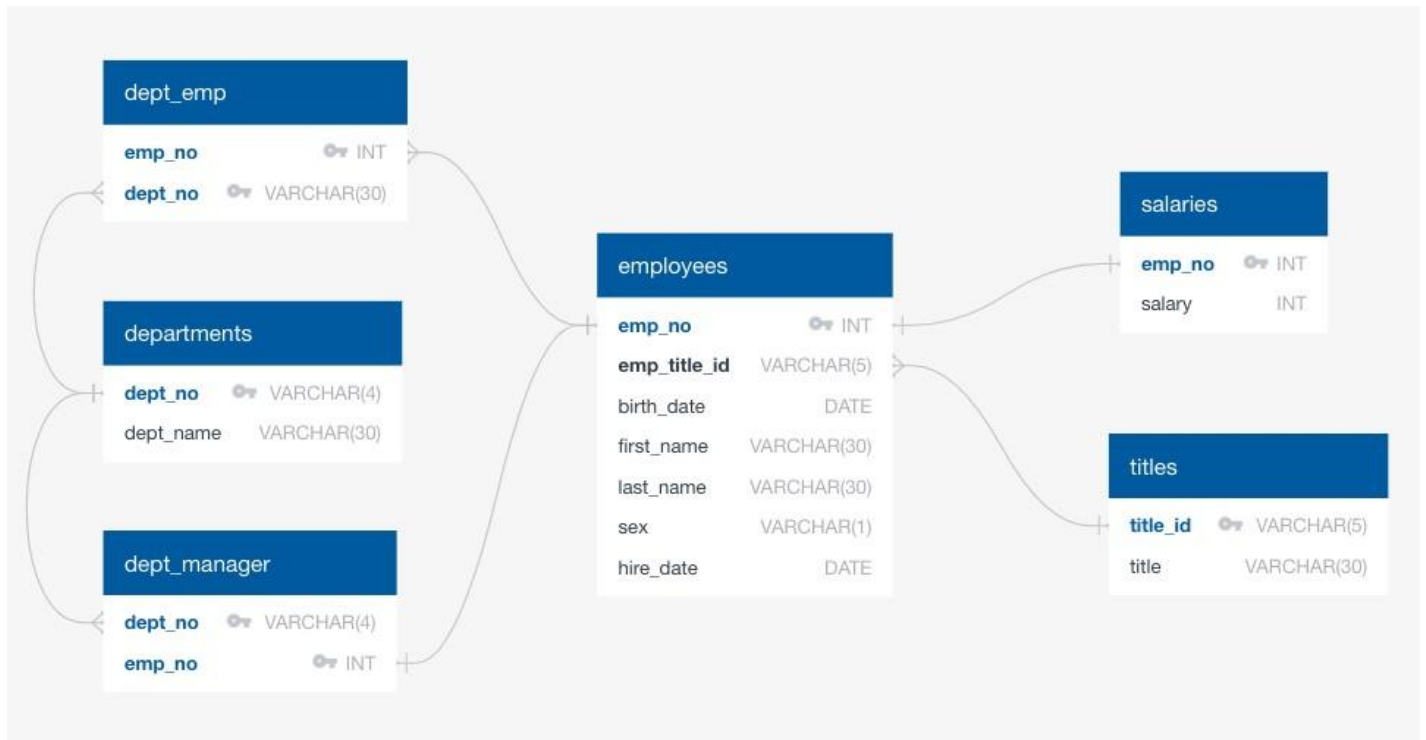 dept_emp
emp_no INT
dept_no VARCHAR(30)
departments
dept_no VARCHAR(4)
dept_name VARCHAR(30)
dept_manager
dept_no VARCHAR(4)
emp_no INT
employees
emp_no INT
emp_title_id VARCHAR(5)
birth_date DATE
first_name VARCHAR(30)
last_name VARCHAR(30)
sex VARCHAR(1)
hire_date DATE
salaries
emp_no INT
salary INT
titles
title_id VARCHAR(5)
title VARCHAR(30)